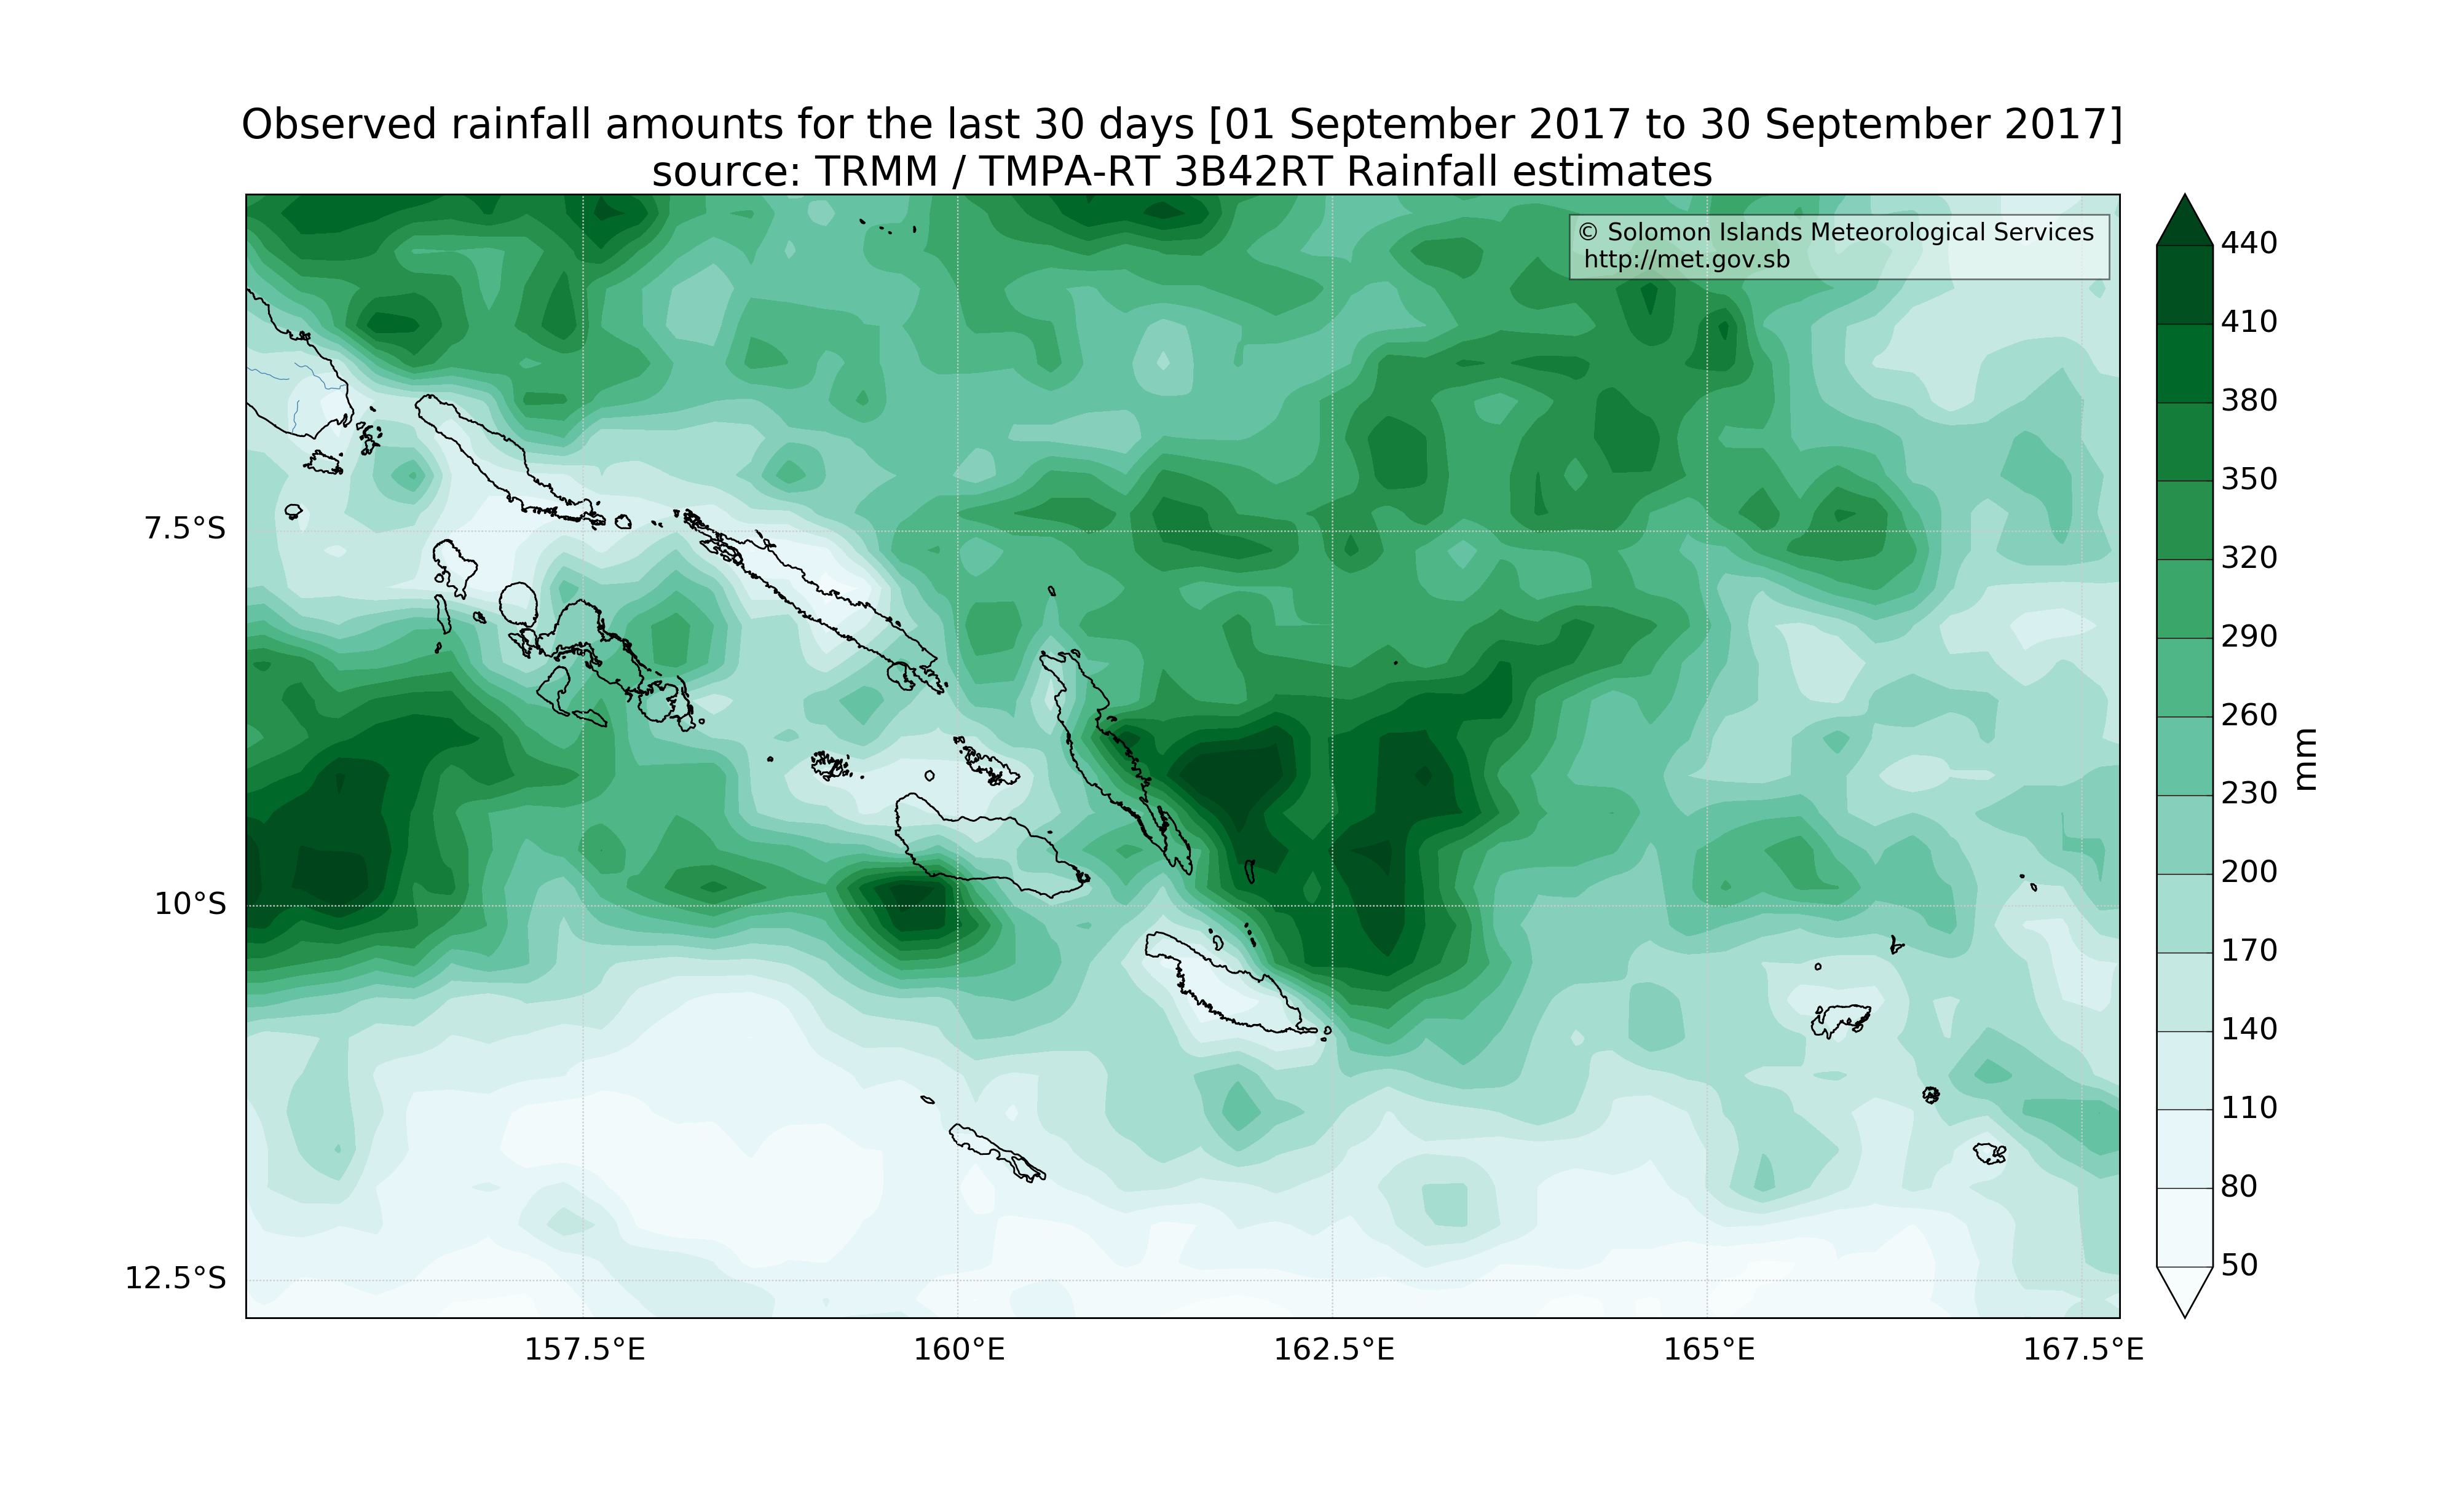 Observed rainfall amounts for the last 30 days [01 September 2017 to 30 September 2017]
source: TRMM / TMPA-RT 3B42RT Rainfall estimates
© Solomon Islands Meteorological Services
http://met.gov.sb
7.5°S
10°S
12.5°S
157.5°E
160°E
162.5°E
165°E
167.5°E
440
410
380
350
320
290
260
230
200
170
140
110
80
50
mm